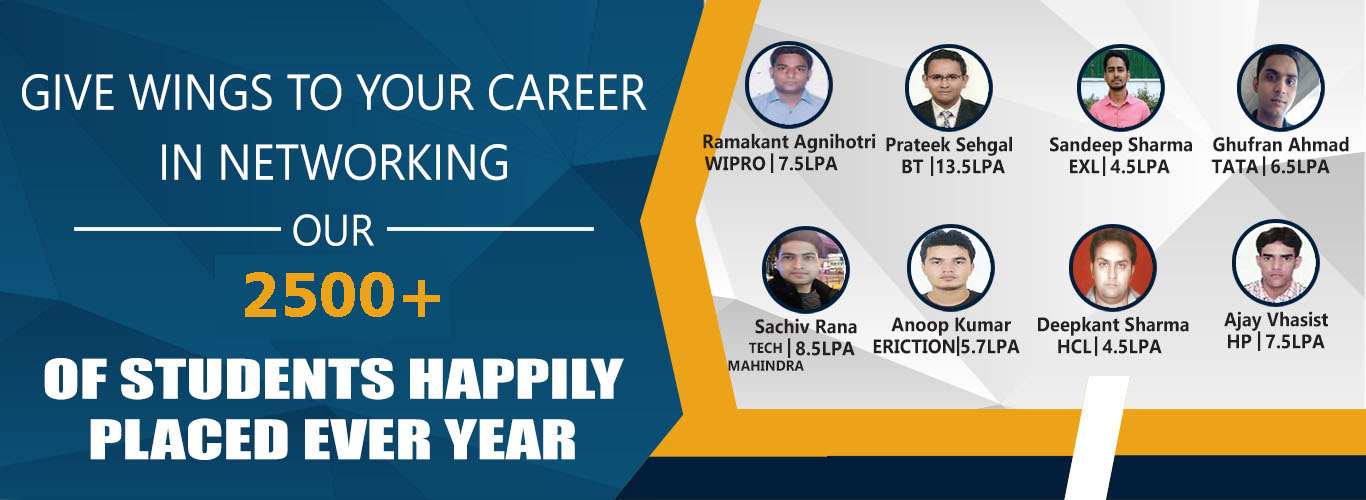 GIVE WINGS TO YOUR CAREER
IN NETWORKING
OUR
2500+
OF STUDENTS HAPPILY
PLACED EVER YEAR
Ramakant Agnihotri
WIPRO | 7.5LPA
Prateek Sehgal
BT |13.5LPA
Sandeep Sharma
EXL| 4.5LPA
Ghufran Ahmad
TATA | 6.5LPA
Sachiv Rana
TECH | 8.5LPA
MAHINDRA
Anoop Kumar
ERICTION|5.7LPA
Deepkant Sharma
HCL| 4.5LPA
Ajay Vhasist
HP | 7.5LPA